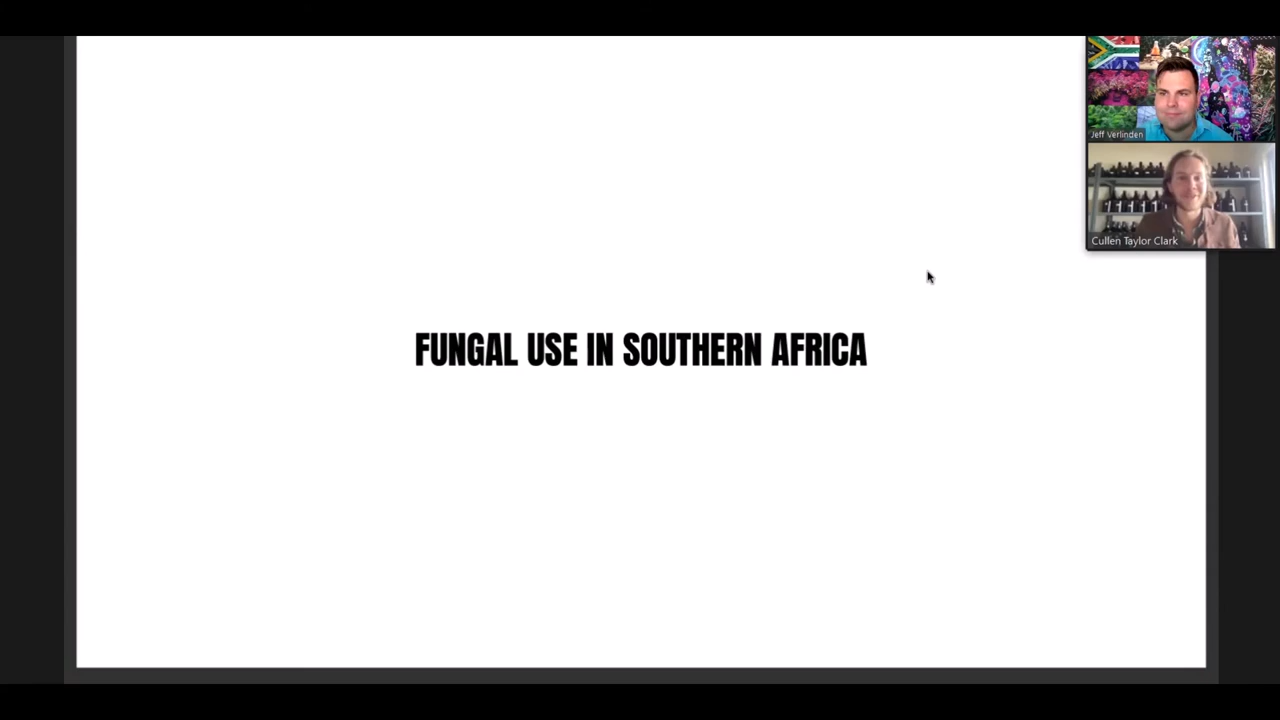 Jeff Verlinden
Cullen Taylor Clark
FUNGAL USE IN SOUTHERN AFRICA